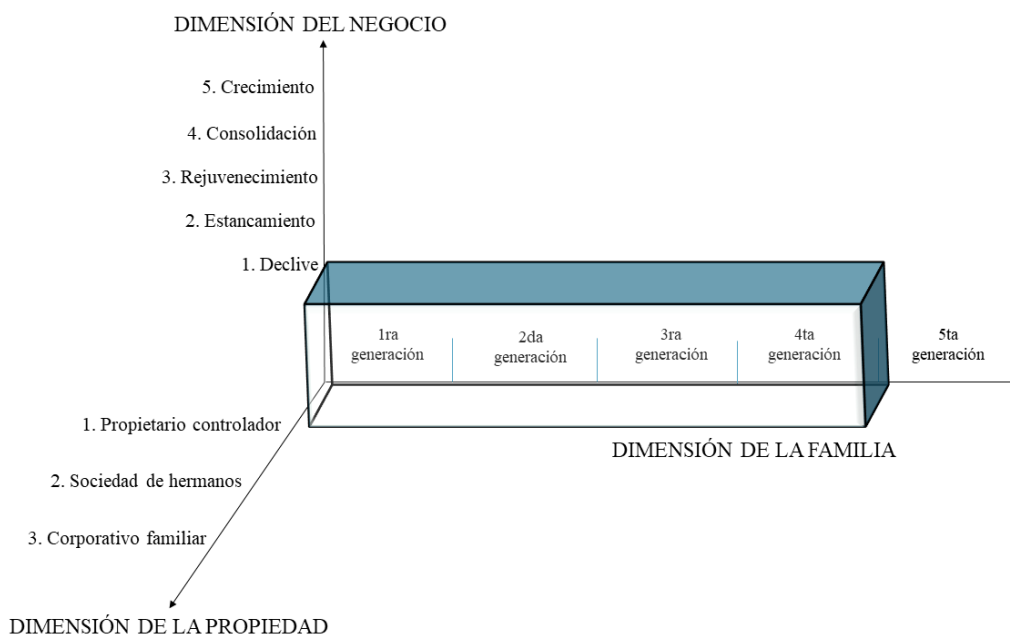 DIMENSIÓN DEL NEGOCIO
5. Crecimiento
4. Consolidación
3. Rejuvenecimiento
2. Estancamiento
1. Declive
1ra
generación
2da
generación
3ra
generación
4ta
generación
5ta
generación
1. Propietario controlador
DIMENSIÓN DE LA FAMILIA
2. Sociedad de hermanos
3. Corporativo familiar
DIMENSIÓN DE LA PROPIEDAD